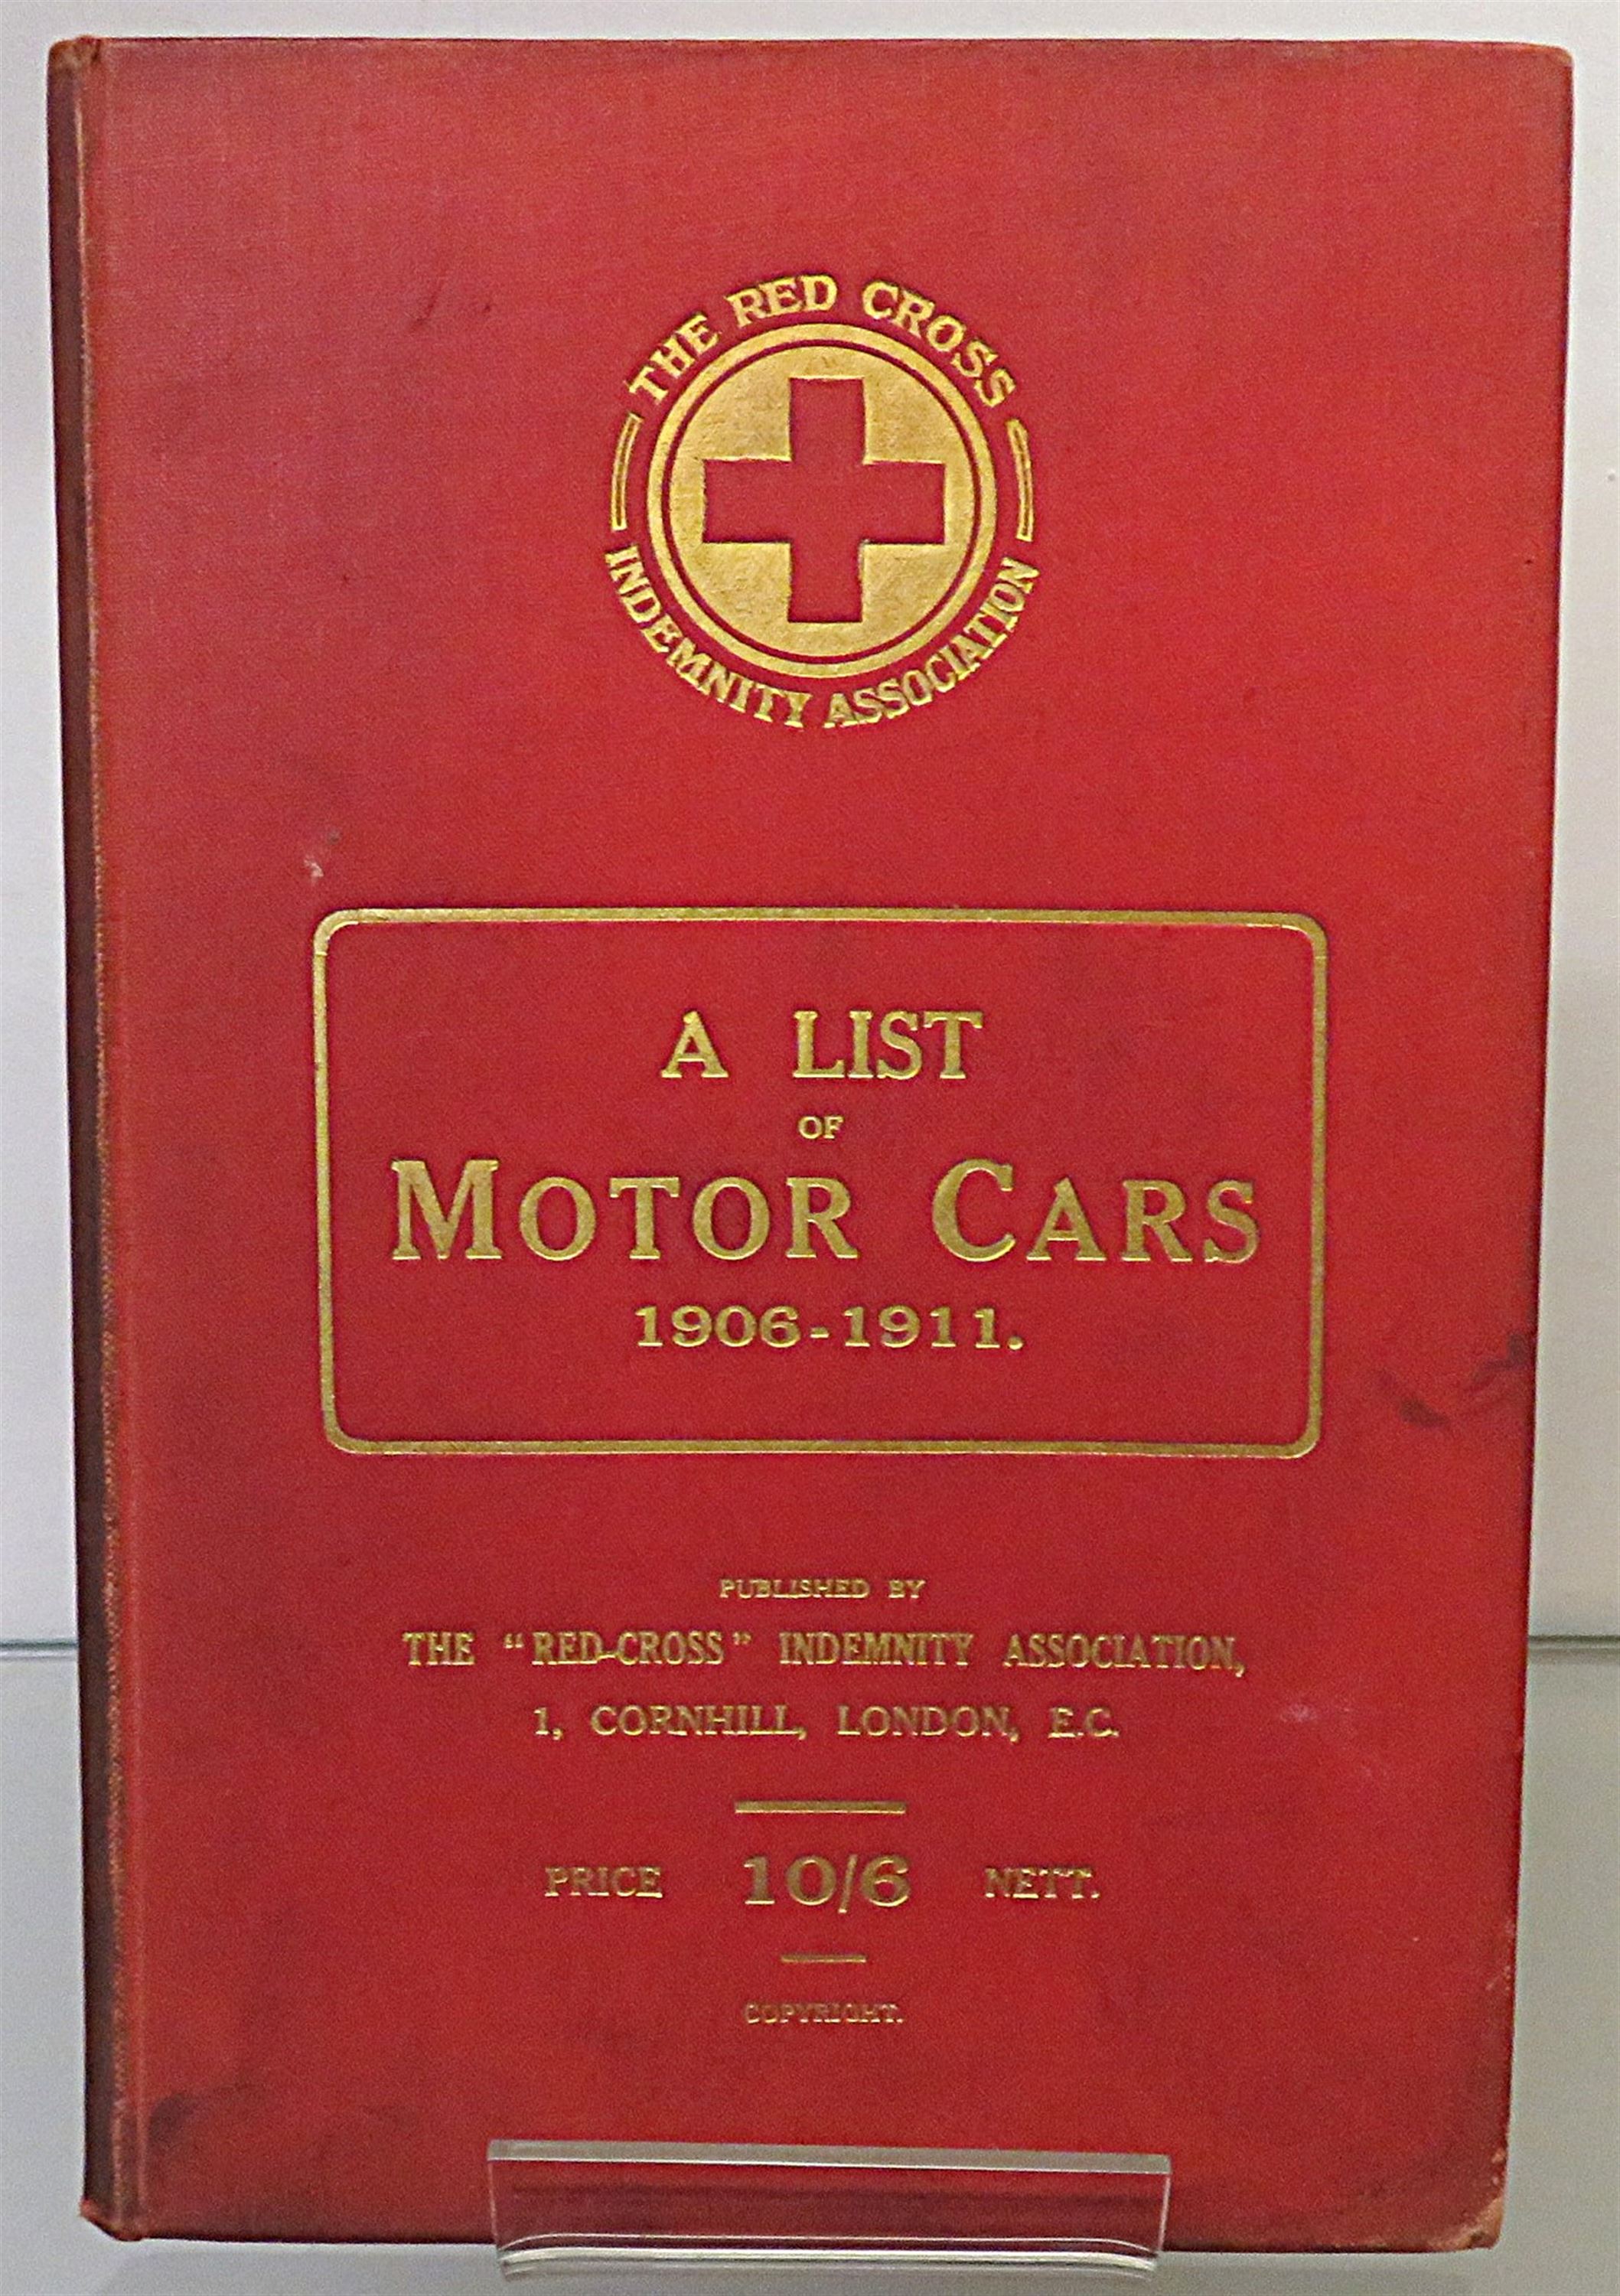 THE RED CROSS
INDEMNITY ASSOCIATION
A LIST
OF
MOTOR CARS
1906-1911.
PUBLISHED BY
THE "RED-CROSS" INDEMNITY ASSOCIATION,
1, CORNHILL, LONDON, E.C.
PRICE 10/6 NETT.
COPYRIGHT.